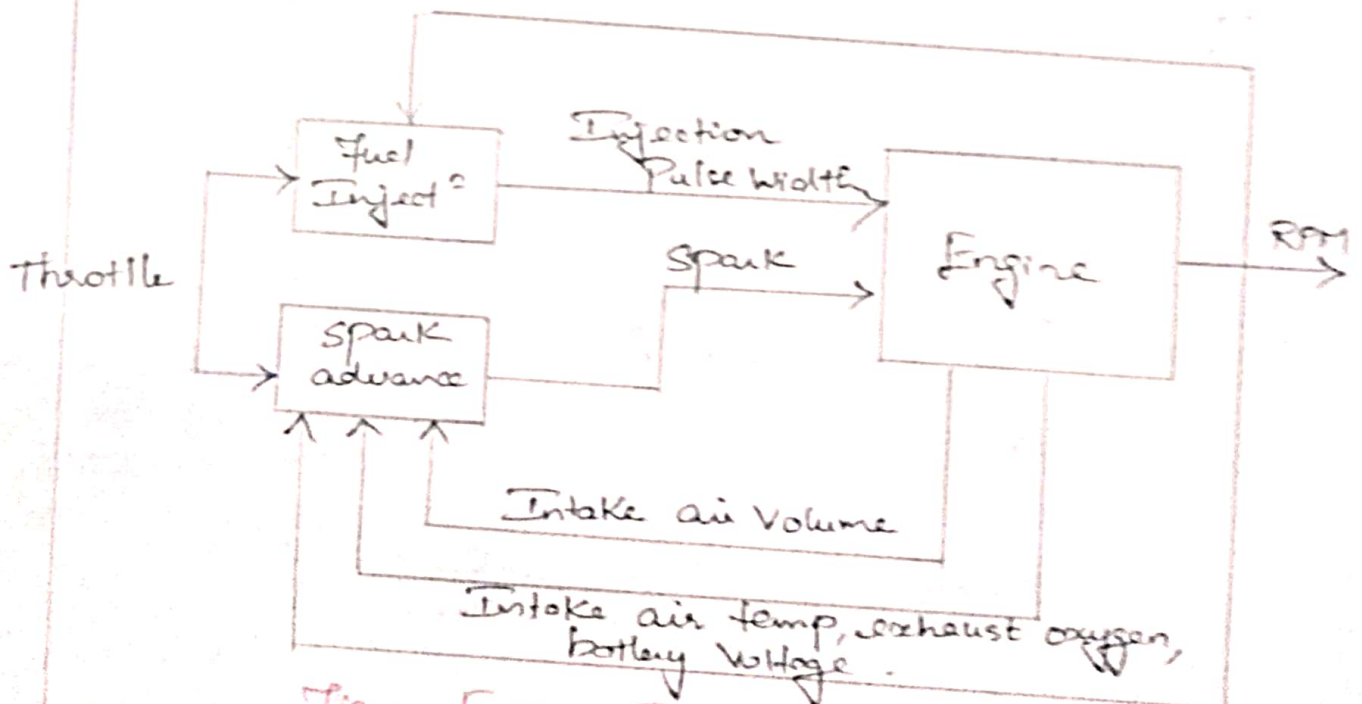 Fuel
Injectⁿ
Injection
Pulse Width
Throttle
Spark
Engine
RPM
Spark
advance
Intake air Volume
Intake air temp, exhaust oxygen,
battery Voltage.